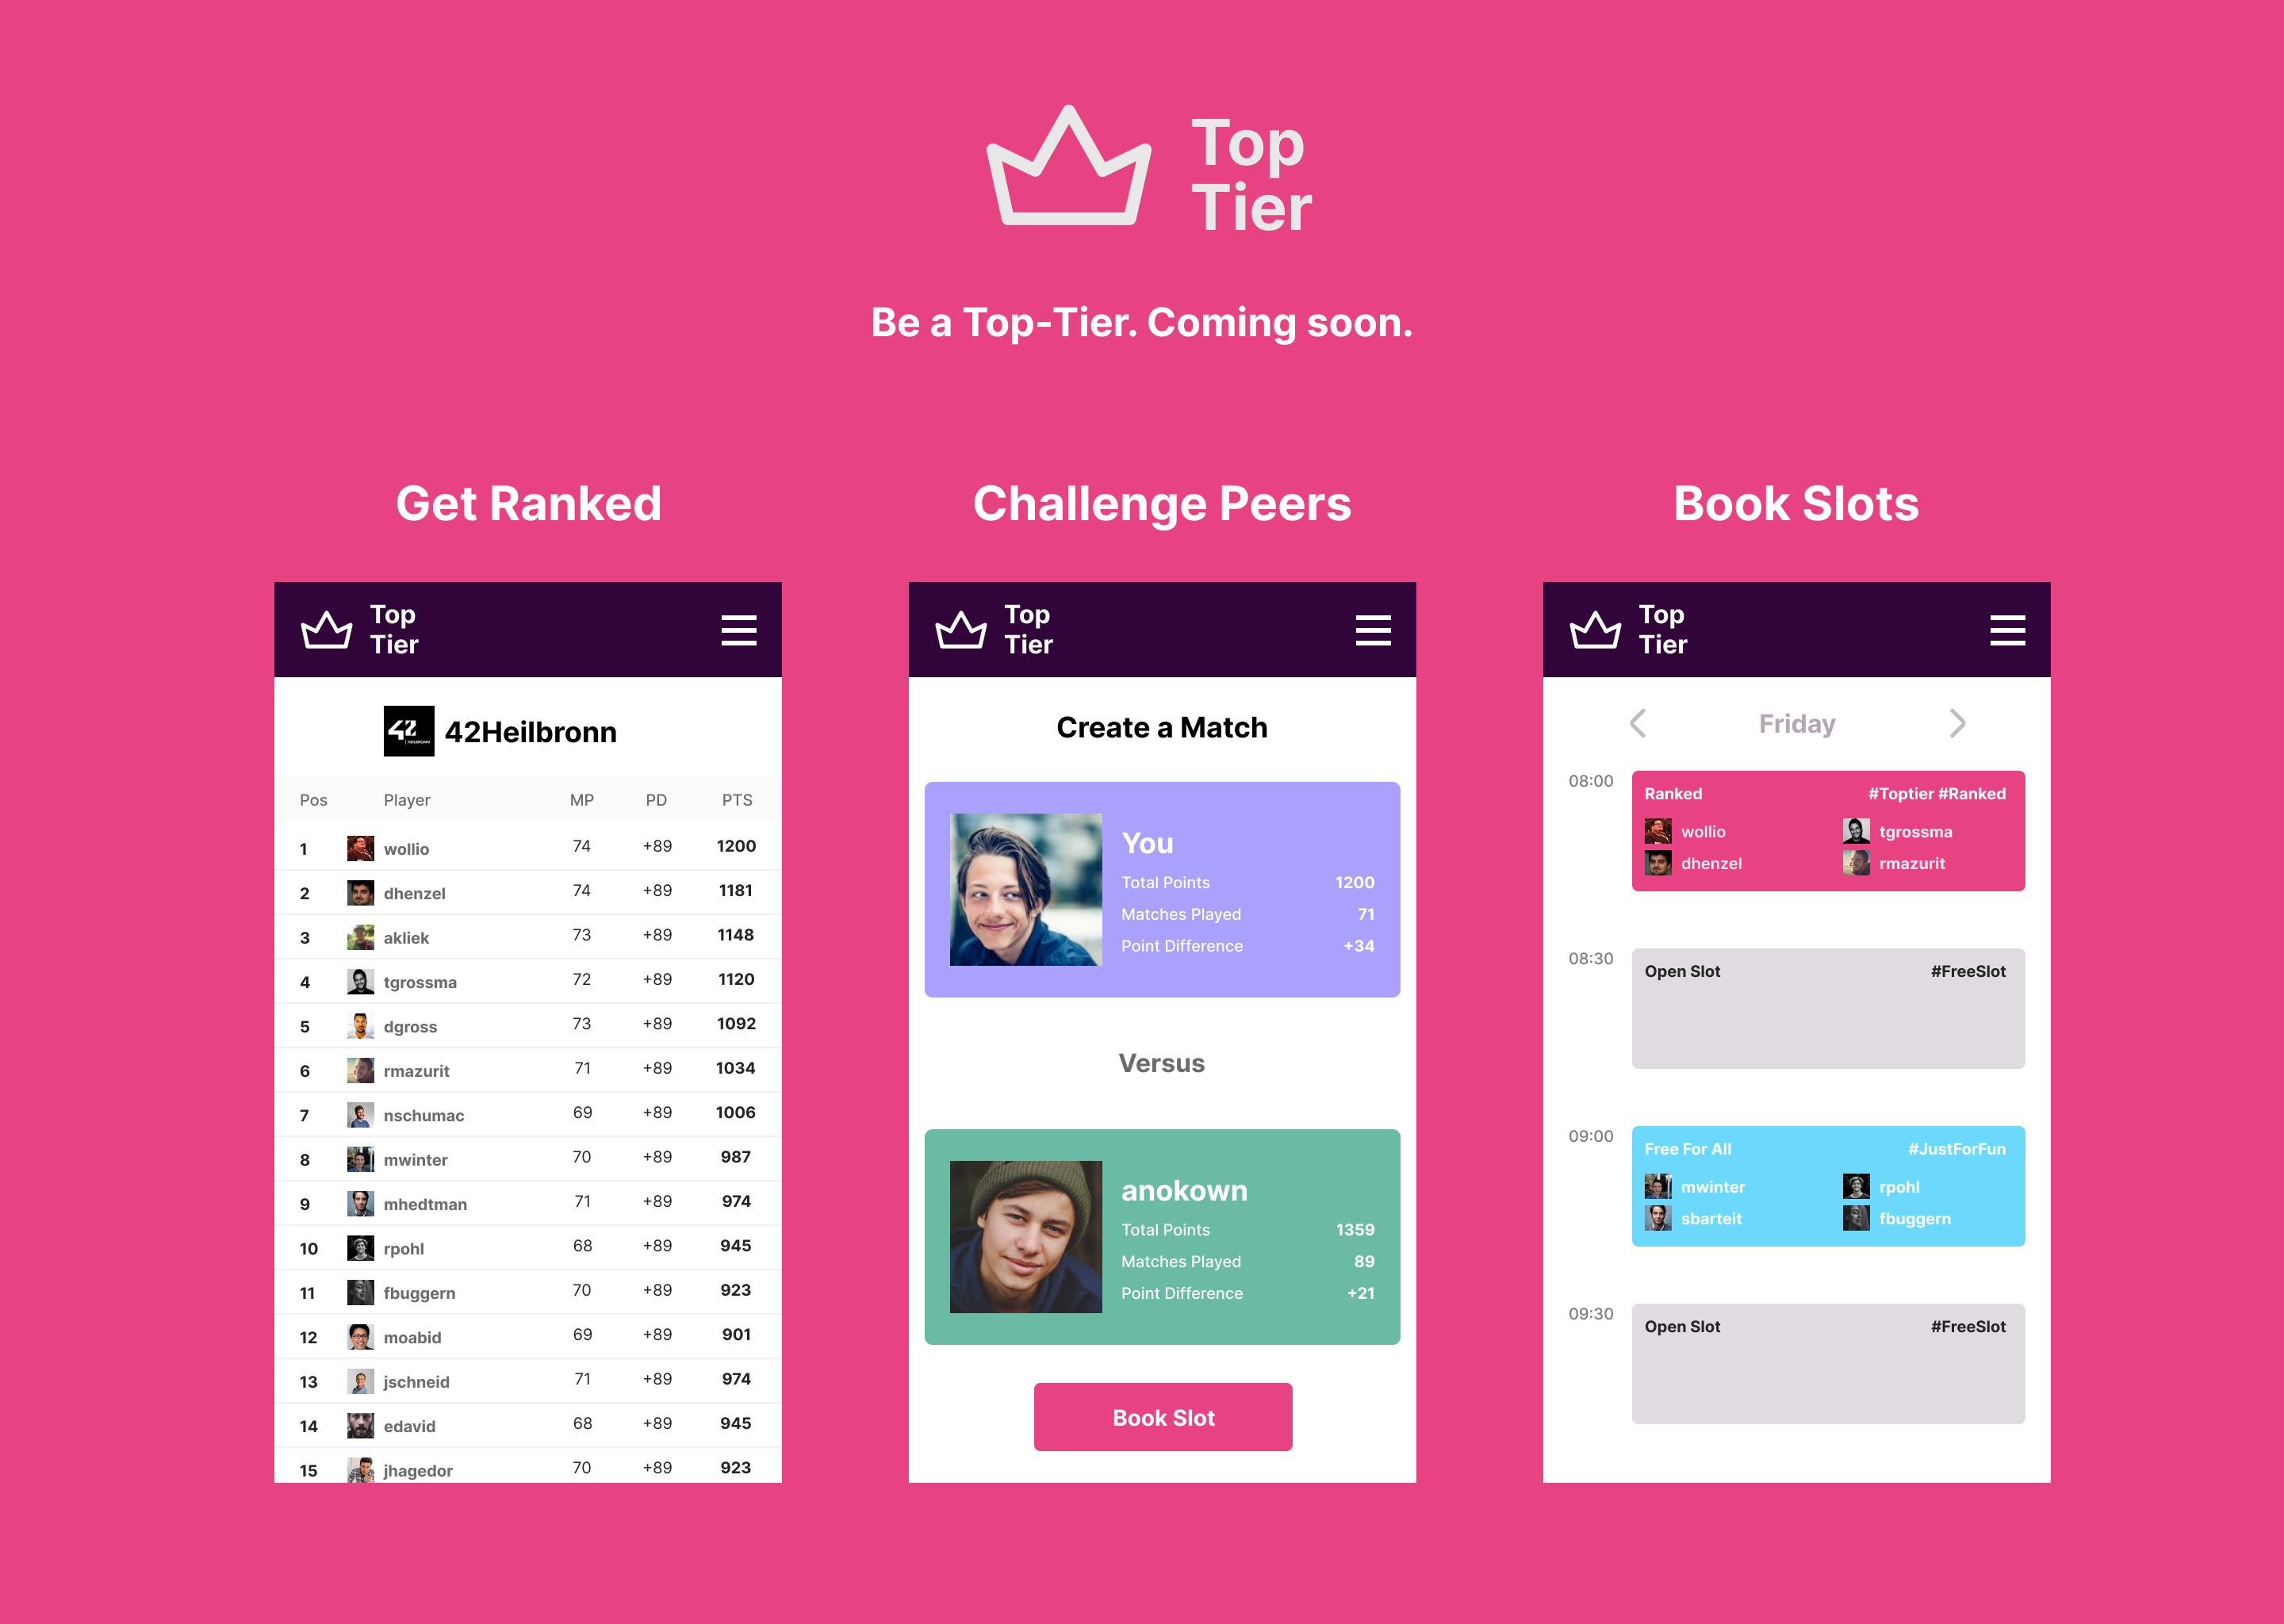 Top
Tier
Be a Top-Tier. Coming soon.
Get Ranked
Top
Tier
42 HEILBRONN
42Heilbronn
Pos Player MP PD PTS
1 wollio 74 +89 1200
2 dhenzel 74 +89 1181
3 akliek 73 +89 1148
4 tgrossma 72 +89 1120
5 dgross 73 +89 1092
6 rmazurit 71 +89 1034
7 nschumac 69 +89 1006
8 mwinter 70 +89 987
9 mhedtman 71 +89 974
10 rpohl 68 +89 945
11 fbuggern 70 +89 923
12 moabid 69 +89 901
13 jschneid 71 +89 974
14 edavid 68 +89 945
15 jhagedor 70 +89 923
Challenge Peers
Top
Tier
Create a Match
You
Total Points 1200
Matches Played 71
Point Difference +34
Versus
anokown
Total Points 1359
Matches Played 89
Point Difference +21
Book Slot
Book Slots
Top
Tier
Friday
08:00 Ranked #Toptier #Ranked
wollio tgrossma
dhenzel rmazurit
08:30 Open Slot #FreeSlot
09:00 Free For All #JustForFun
mwinter rpohl
sbarteit fbuggern
09:30 Open Slot #FreeSlot